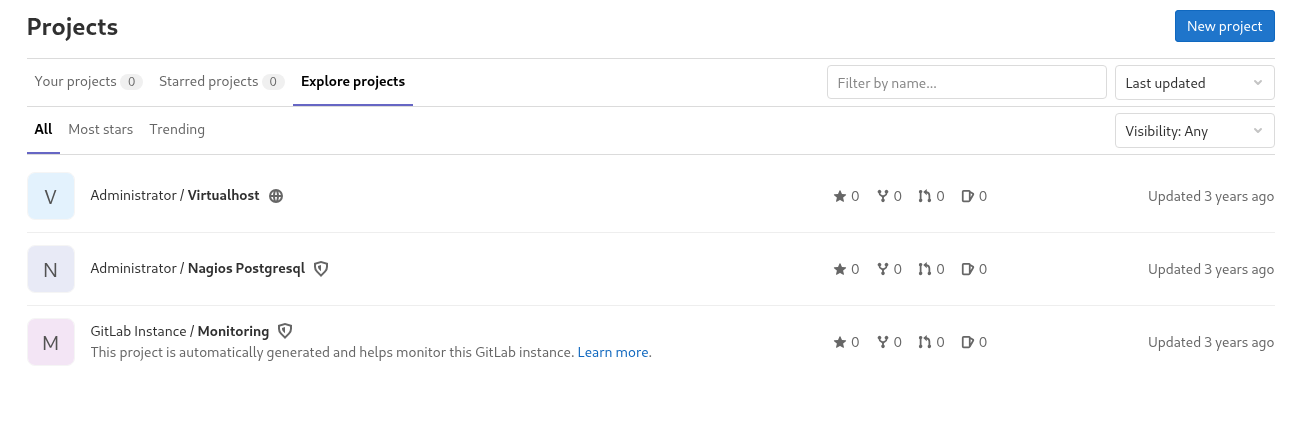 Projects
New project
Your projects 0 Starred projects 0 Explore projects
Filter by name...
Last updated
All Most stars Trending
Visibility: Any
V
Administrator / Virtualhost
0 0 0 0
Updated 3 years ago
N
Administrator / Nagios Postgresql
0 0 0 0
Updated 3 years ago
M
GitLab Instance / Monitoring
This project is automatically generated and helps monitor this GitLab instance. Learn more.
0 0 0 0
Updated 3 years ago